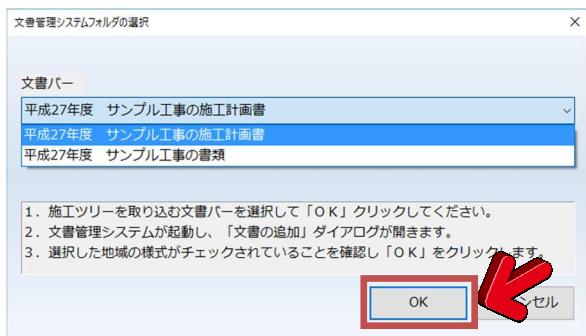 文書管理システムフォルダの選択
文書バー
平成27年度　サンプル工事の施工計画書
平成27年度　サンプル工事の施工計画書
平成27年度　サンプル工事の書類
1．施工ツリーを取り込む文書バーを選択して「ＯＫ」クリックしてください。
2．文書管理システムが起動し、「文書の追加」ダイアログが開きます。
3．選択した地域の様式がチェックされていることを確認し「ＯＫ」をクリックします。
OK
ンセル